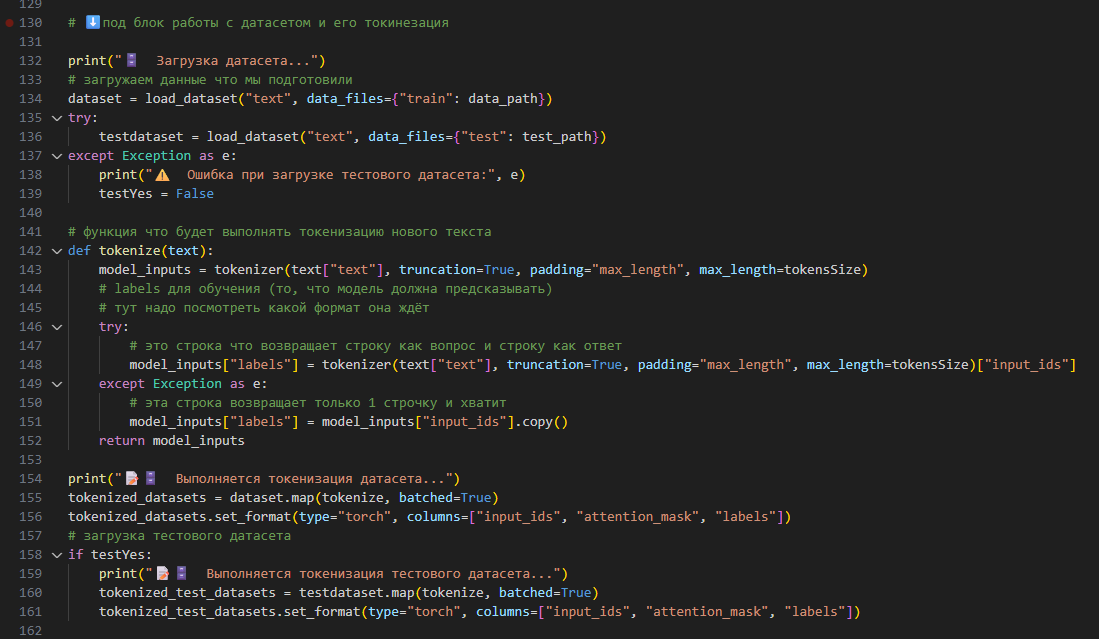 129
130 # ⬇️под блок работы с датасетом и его токинезация
131
132 print("🗄️  Загрузка датасета...")
133 # загружаем данные что мы подготовили
134 dataset = load_dataset("text", data_files={"train": data_path})
135 try:
136     testdataset = load_dataset("text", data_files={"test": test_path})
137 except Exception as e:
138     print("⚠️  Ошибка при загрузке тестового датасета:", e)
139     testYes = False
140
141 # функция что будет выполнять токенизацию нового текста
142 def tokenize(text):
143     model_inputs = tokenizer(text["text"], truncation=True, padding="max_length", max_length=tokensSize)
144     # labels для обучения (то, что модель должна предсказывать)
145     # тут надо посмотреть какой формат она ждёт
146     try:
147         # это строка что возвращает строку как вопрос и строку как ответ
148         model_inputs["labels"] = tokenizer(text["text"], truncation=True, padding="max_length", max_length=tokensSize)["input_ids"]
149     except Exception as e:
150         # эта строка возвращает только 1 строчку и хватит
151         model_inputs["labels"] = model_inputs["input_ids"].copy()
152     return model_inputs
153
154 print("📝🗄️  Выполняется токенизация датасета...")
155 tokenized_datasets = dataset.map(tokenize, batched=True)
156 tokenized_datasets.set_format(type="torch", columns=["input_ids", "attention_mask", "labels"])
157 # загрузка тестового датасета
158 if testYes:
159     print("📝🗄️  Выполняется токенизация тестового датасета...")
160     tokenized_test_datasets = testdataset.map(tokenize, batched=True)
161     tokenized_test_datasets.set_format(type="torch", columns=["input_ids", "attention_mask", "labels"])
162